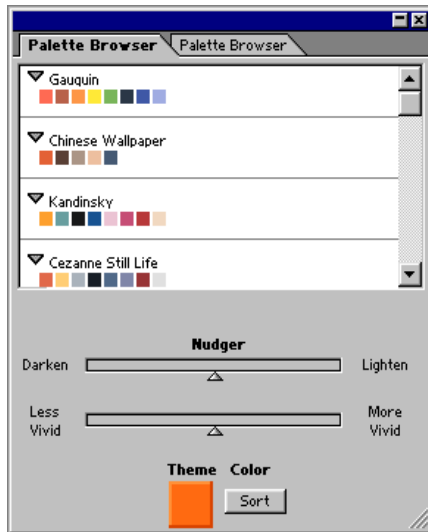 Palette Browser Palette Browser
Gauquin
Chinese Wallpaper
Kandinsky
Cezanne Still Life
Nudger
Darken Lighten
Less More
Vivid Vivid
Theme Color
Sort